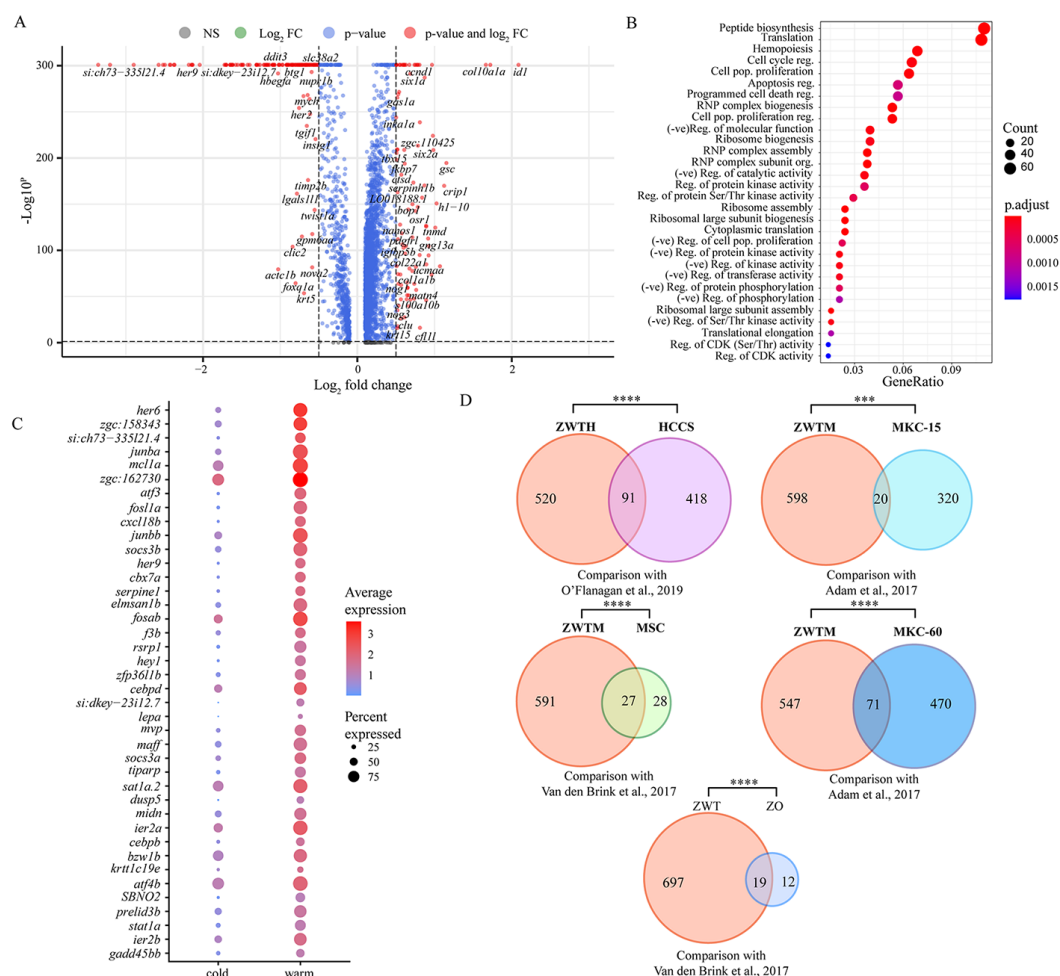 A
NS
Log2 FC
p-value
p-value and log2 FC
300
200
100
0
-Log10P
ddit3
slc38a2
si:ch73-335l21.4
her9
si:dkey-23i12.7
btg1
hbegfa
nupr1b
mych
her2
tgif1
insig1
timp2b
lgals1l1
twist1a
gpm6aa
clic2
actc1b
nova2
foxq1a
krt5
ccnd1
col10a1a
id1
six1a
gas1a
inka1a
zgc:110425
tbx15
six2a
fkbp7
gsc
ctsd
serpinh1b
crip1
LO018188.1
h1-10
bop1
osr1
nanos1
tnmd
pdgfrl
gng13a
igfbp5b
col22a1
ucmaa
col1a1b
nog1
matn4
s100a10b
nog3
clu
krt15
cfl1l
-2
0
2
Log2 fold change
B
Peptide biosynthesis
Translation
Hemopoiesis
Cell cycle reg.
Cell pop. proliferation
Apoptosis reg.
Programmed cell death reg.
RNP complex biogenesis
Cell pop. proliferation reg.
(-ve)Reg. of molecular function
Ribosome biogenesis
RNP complex assembly
RNP complex subunit org.
(-ve) Reg. of catalytic activity
Reg. of protein kinase activity
Reg. of protein Ser/Thr kinase activity
Ribosome assembly
Ribosomal large subunit biogenesis
Cytoplasmic translation
(-ve) Reg. of cell pop. proliferation
(-ve) Reg. of protein kinase activity
(-ve) Reg. of kinase activity
(-ve) Reg. of transferase activity
(-ve) Reg. of protein phosphorylation
(-ve) Reg. of phosphorylation
Ribosomal large subunit assembly
(-ve) Reg. of Ser/Thr kinase activity
Translational elongation
Reg. of CDK (Ser/Thr) activity
Reg. of CDK activity
0.03
0.06
0.09
GeneRatio
Count
20
40
60
p.adjust
0.0005
0.0010
0.0015
C
her6
zgc:158343
si:ch73-335l21.4
junba
mcl1a
zgc:162730
atf3
fosl1a
cxcl18b
junbb
socs3b
her9
cbx7a
serpine1
elmsan1b
fosab
f3b
rsrp1
hey1
zfp36l1b
cebpd
si:dkey-23i12.7
lepa
mvp
maff
socs3a
tiparp
sat1a.2
dusp5
midn
ier2a
cebpb
bzw1b
krtt1c19e
atf4b
SBNO2
prelid3b
stat1a
ier2b
gadd45bb
cold
warm
Average
expression
3
2
1
Percent
expressed
25
50
75
D
****
ZWTH
HCCS
520
91
418
Comparison with
O'Flanagan et al., 2019
***
ZWTM
MKC-15
598
20
320
Comparison with
Adam et al., 2017
****
ZWTM
MSC
591
27
28
Comparison with
Van den Brink et al., 2017
****
ZWTM
MKC-60
547
71
470
Comparison with
Adam et al., 2017
****
ZWT
ZO
697
19
12
Comparison with
Van den Brink et al., 2017